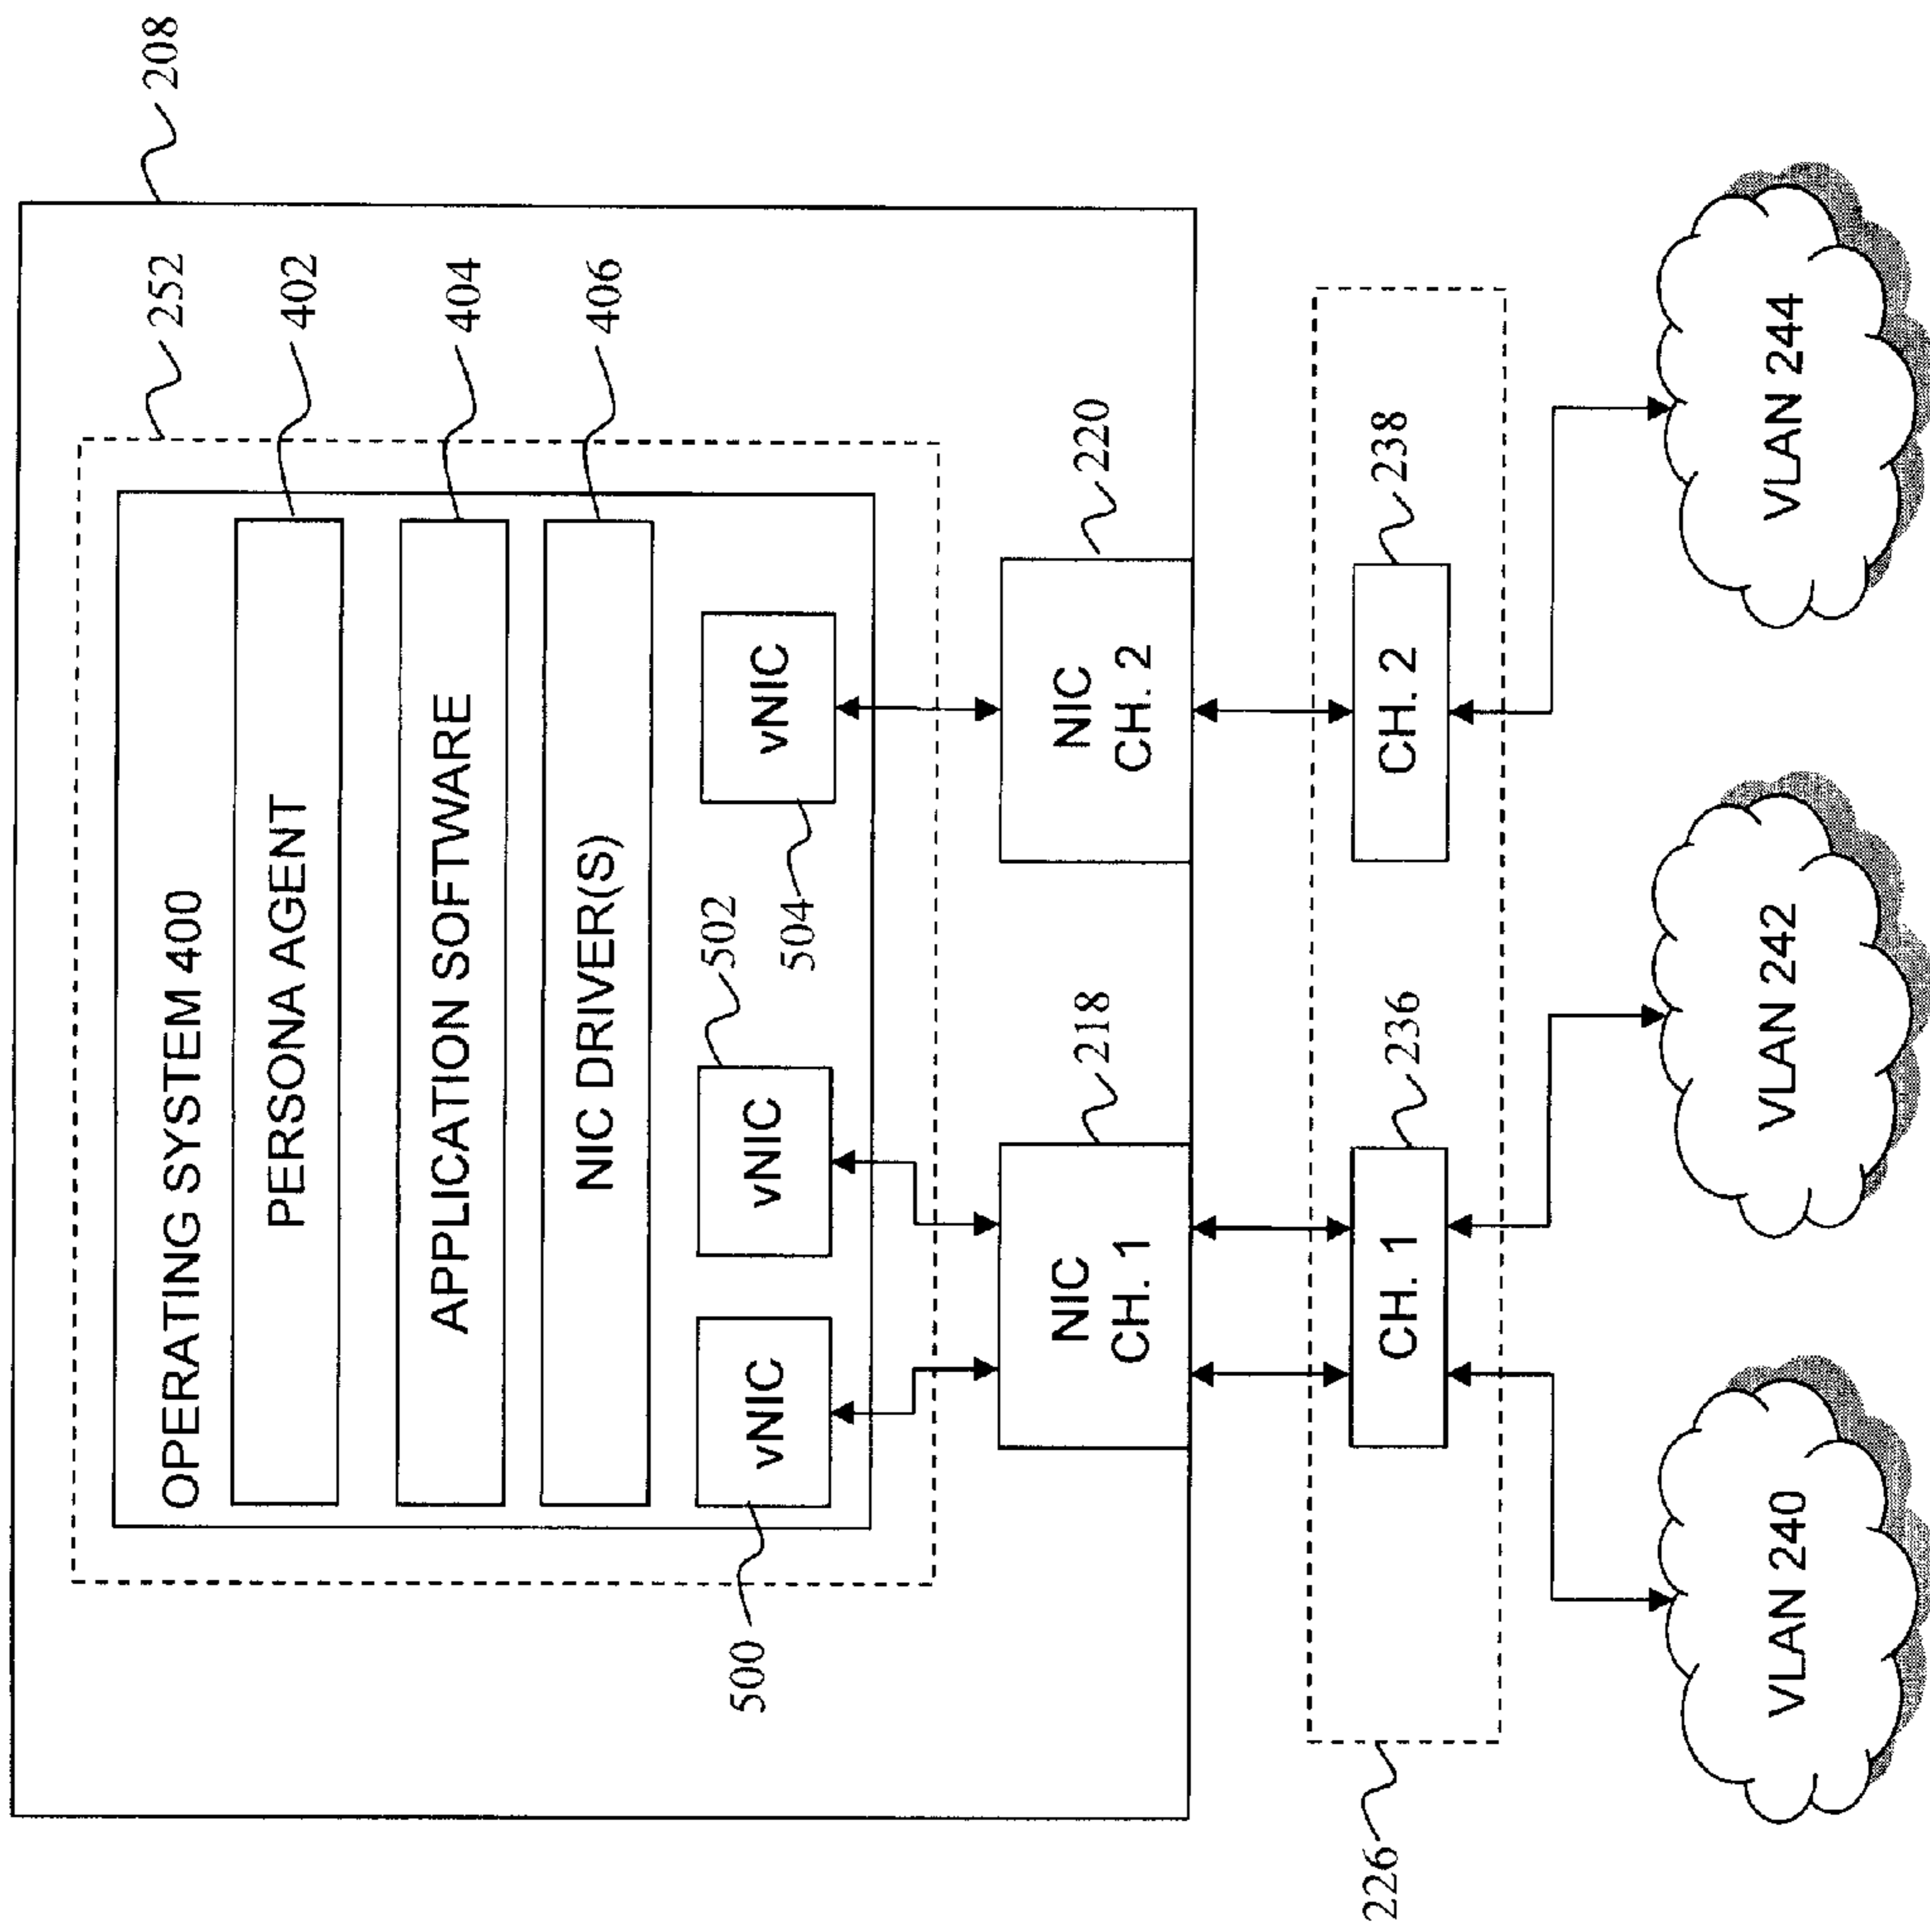 208
252
OPERATING SYSTEM 400
402
PERSONA AGENT
404
APPLICATION SOFTWARE
406
NIC DRIVER(S)
500
vNIC
vNIC
502
vNIC
504
NIC
CH. 1
218
NIC
CH. 2
220
226
CH. 1
236
CH. 2
238
VLAN 240
VLAN 242
VLAN 244